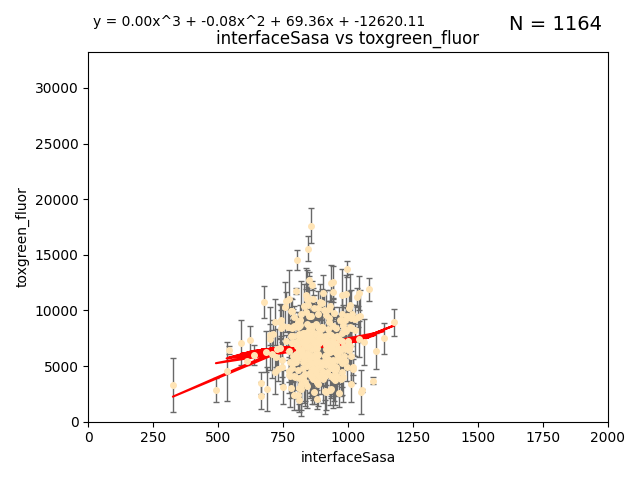 y = 0.00x^3 + -0.08x^2 + 69.36x + -12620.11
N = 1164
interfaceSasa vs toxgreen_fluor
30000
25000
20000
15000
10000
5000
0
toxgreen_fluor
0 250 500 750 1000 1250 1500 1750 2000
interfaceSasa